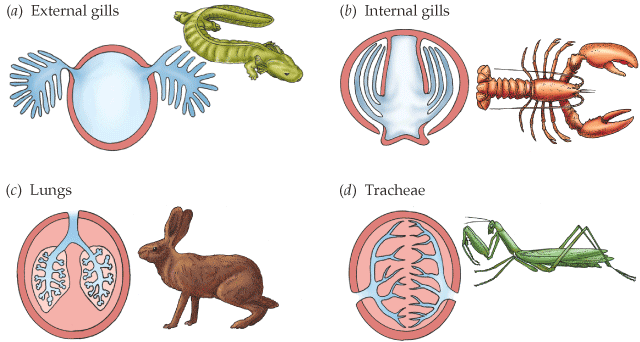 (a) External gills
(b) Internal gills
(c) Lungs
(d) Tracheae